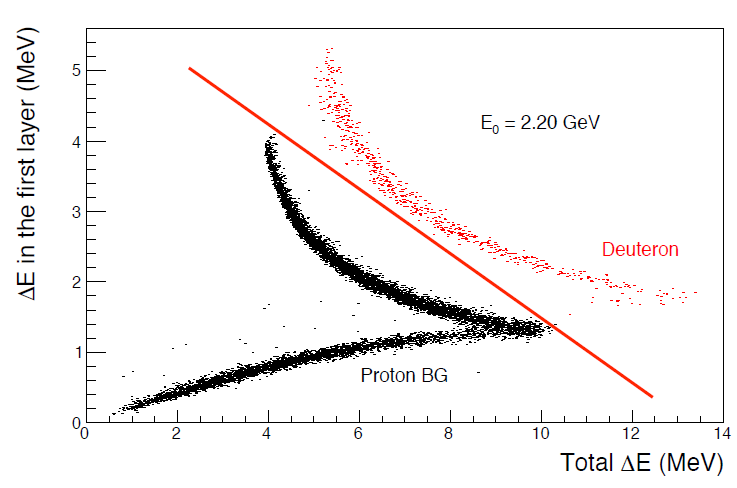 ΔE in the first layer (MeV)
5
4
3
2
1
0
E₀ = 2.20 GeV
Deuteron
Proton BG
0 2 4 6 8 10 12 14
Total ΔE (MeV)